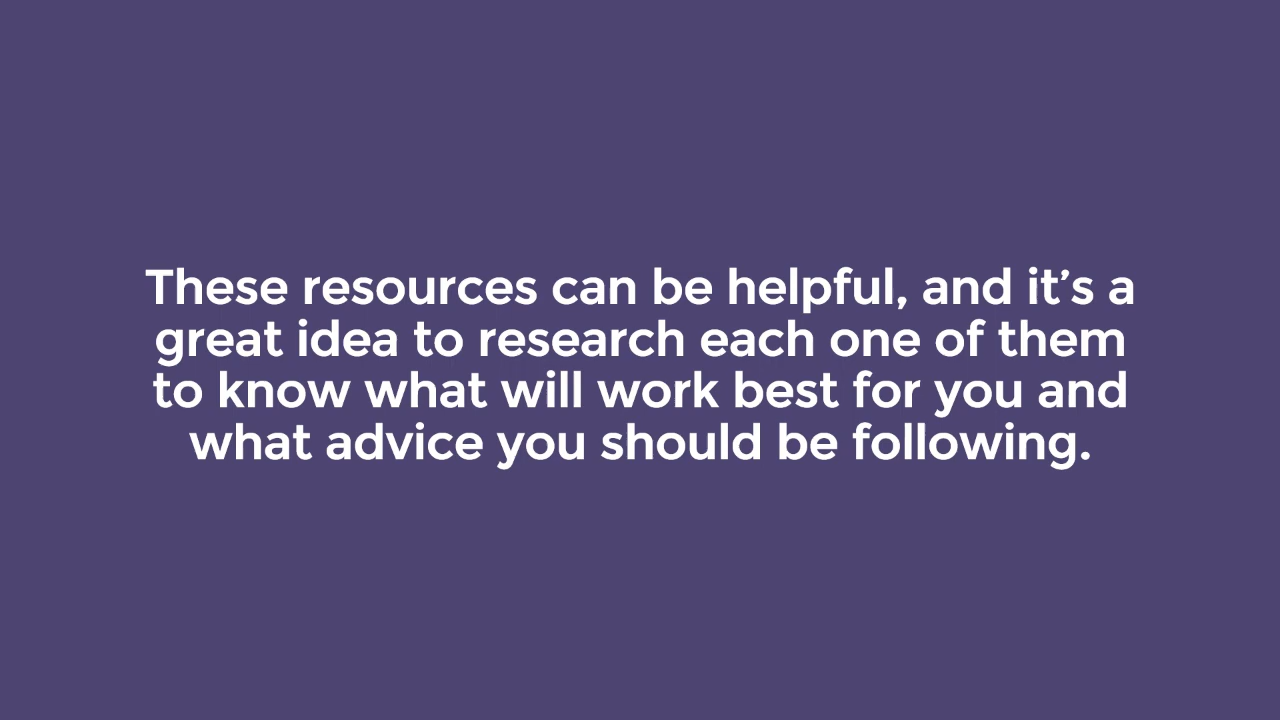 These resources can be helpful, and it’s a
great idea to research each one of them
to know what will work best for you and
what advice you should be following.